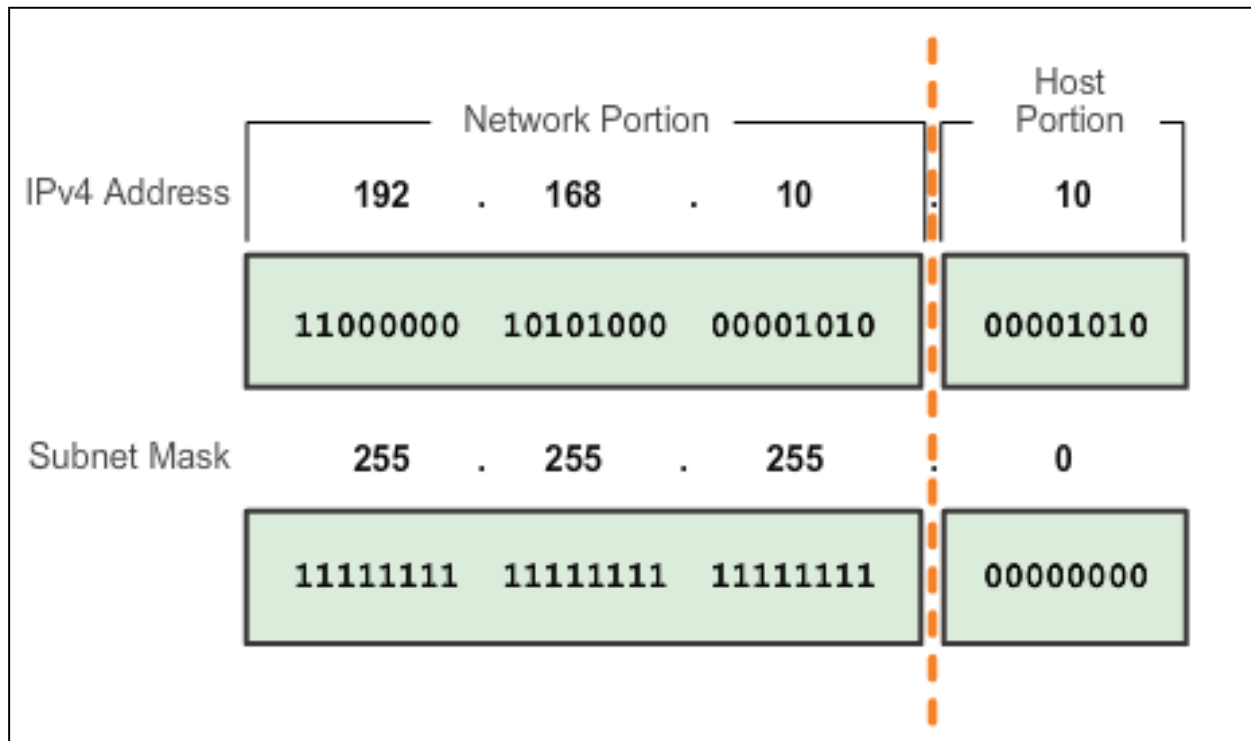 Network Portion
Host
Portion
IPv4 Address 192 . 168 . 10 . 10
11000000 10101000 00001010 00001010
Subnet Mask 255 . 255 . 255 . 0
11111111 11111111 11111111 00000000